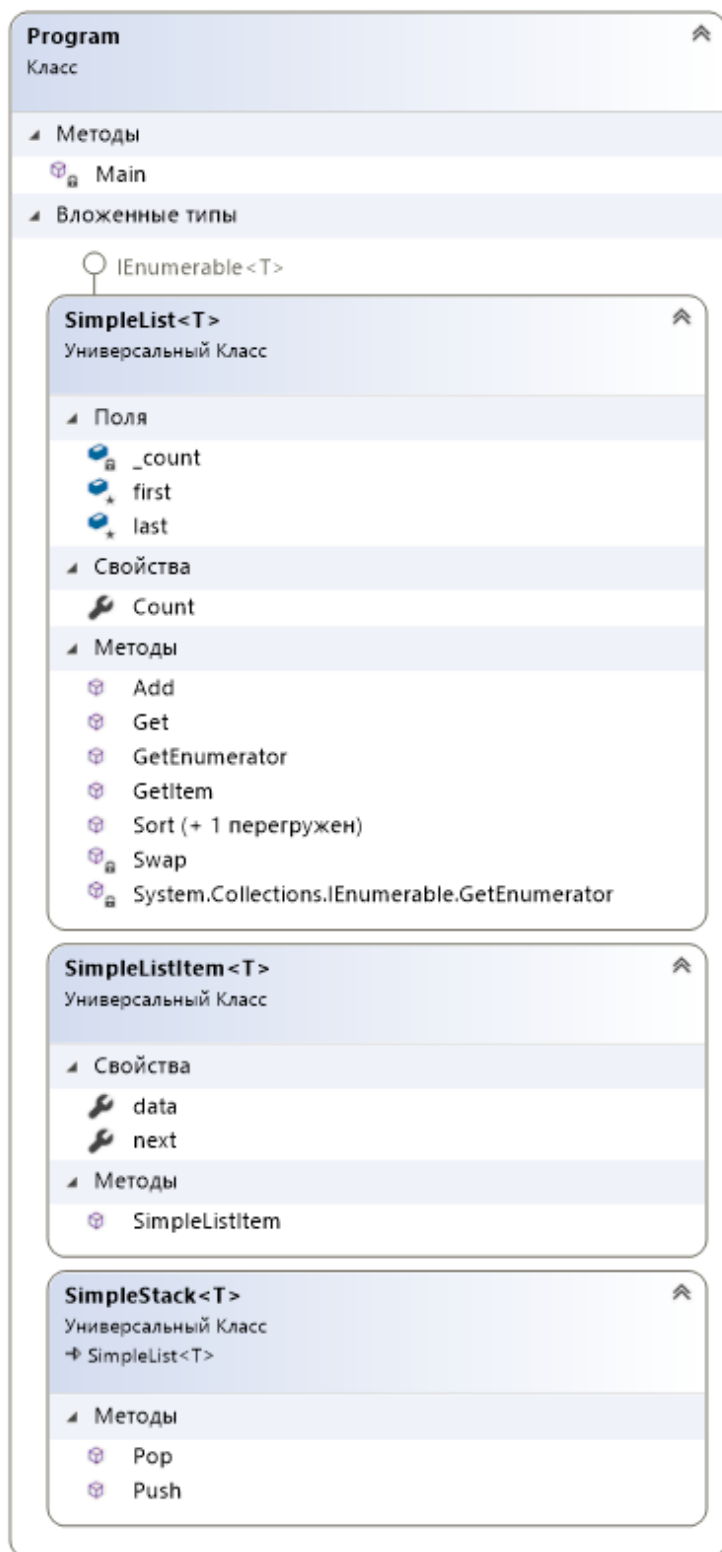 Program
Класс
Методы
Main
Вложенные типы
IEnumerable<T>
SimpleList<T>
Универсальный Класс
Поля
_count
first
last
Свойства
Count
Методы
Add
Get
GetEnumerator
GetItem
Sort (+ 1 перегружен)
Swap
System.Collections.IEnumerable.GetEnumerator
SimpleListItem<T>
Универсальный Класс
Свойства
data
next
Методы
SimpleListItem
SimpleStack<T>
Универсальный Класс
SimpleList<T>
Методы
Pop
Push